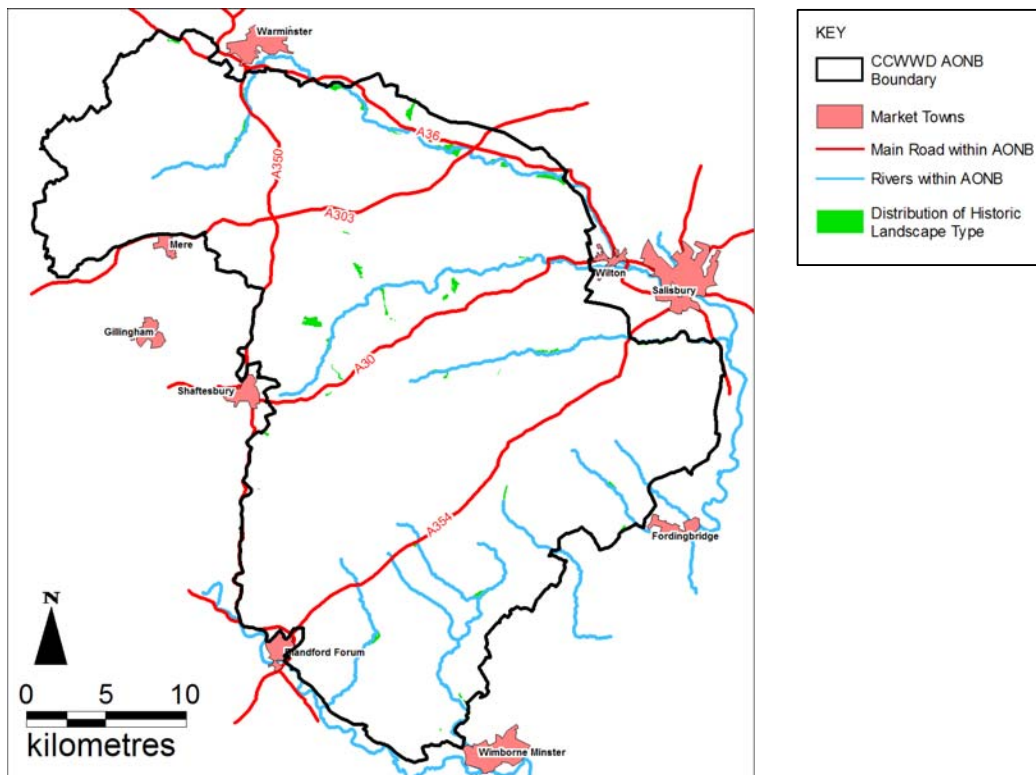 Warminster
A36
A350
A303
Mere
Wilton
Salisbury
Gillingham
A30
Shaftesbury
A354
Fordingbridge
N
Blandford Forum
0 5 10
kilometres
Wimborne Minster
KEY
CCWWD AONB
Boundary
Market Towns
Main Road within AONB
Rivers within AONB
Distribution of Historic
Landscape Type